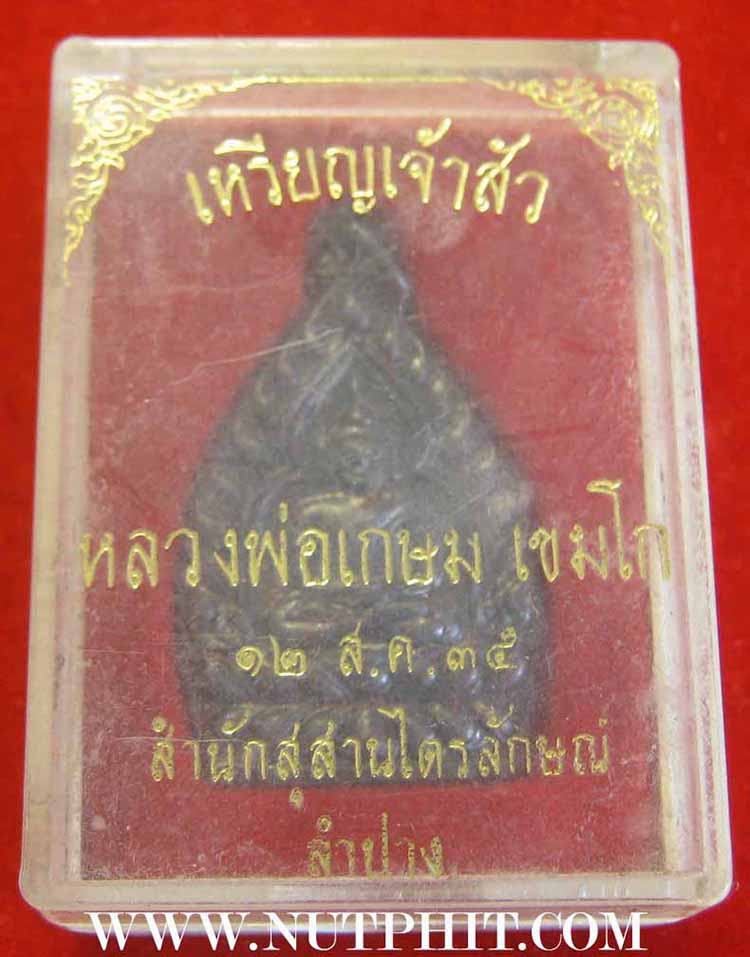 เหรียญเจ้าสัว
หลวงพ่อเกษม เขมโก
๑๒ ส.ค.๓๕
สำนักสุสานไตรลักษณ์
ลำปาง
WWW.NUTPHIT.COM